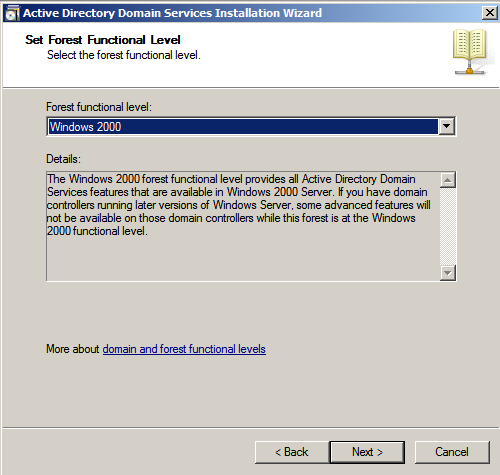 Active Directory Domain Services Installation Wizard
Set Forest Functional Level
Select the forest functional level.
Forest functional level:
Windows 2000
Details:
The Windows 2000 forest functional level provides all Active Directory Domain
Services features that are available in Windows 2000 Server. If you have domain
controllers running later versions of Windows Server, some advanced features will
not be available on those domain controllers while this forest is at the Windows
2000 functional level.
More about domain and forest functional levels
< Back
Next >
Cancel